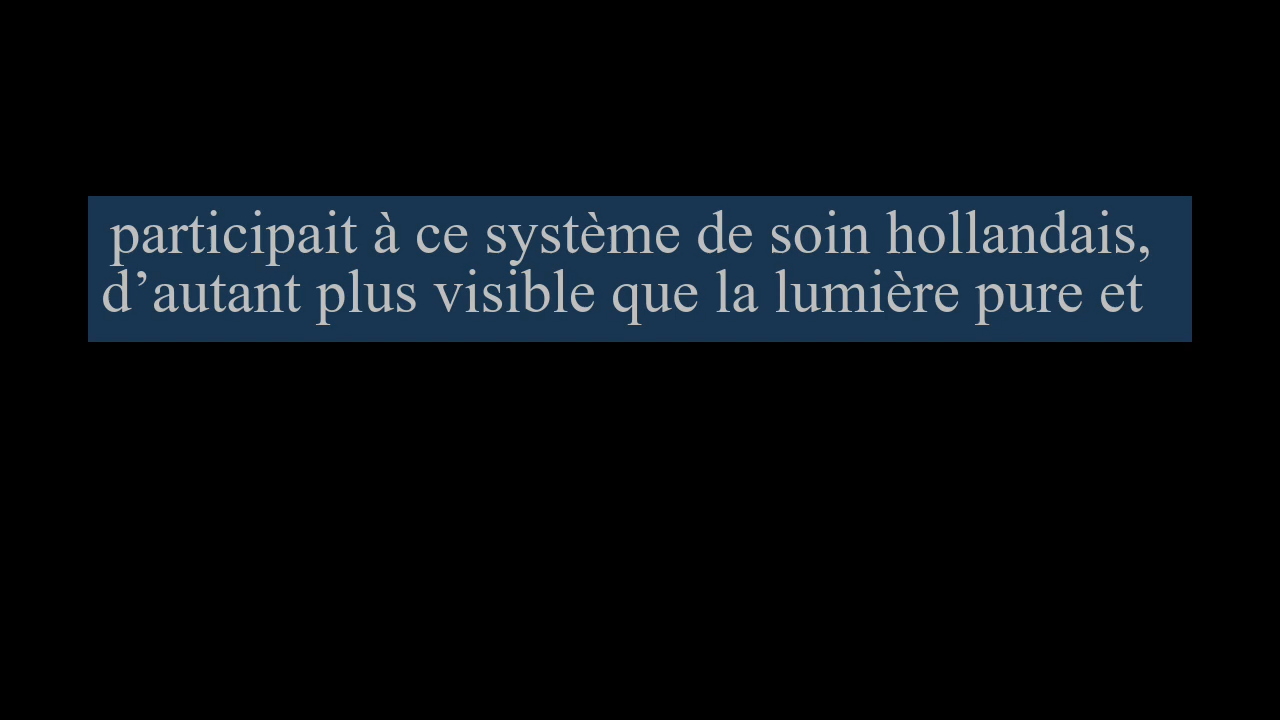 participait à ce système de soin hollandais,
d’autant plus visible que la lumière pure et